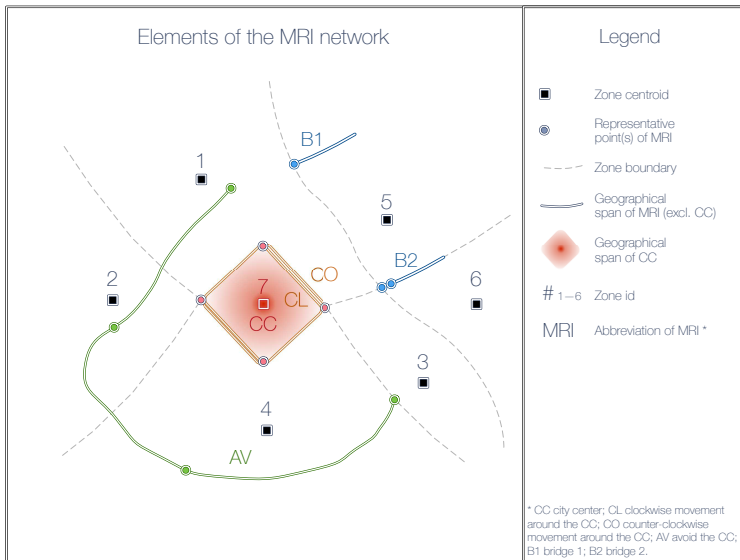 Elements of the MRI network
B1
1
5
2
CO
B2
7
CL
6
CC
3
4
AV
Legend
Zone centroid
Representative
point(s) of MRI
Zone boundary
Geographical
span of MRI (excl. CC)
Geographical
span of CC
# 1–6 Zone id
MRI Abbreviation of MRI *
* CC city center; CL clockwise movement
around the CC; CO counter-clockwise
movement around the CC; AV avoid the CC;
B1 bridge 1; B2 bridge 2.